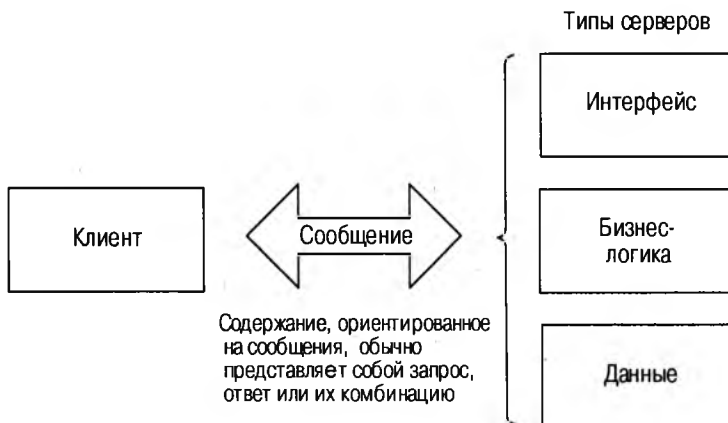 Типы серверов
Интерфейс
Клиент
Сообщение
Бизнес-
логика
Содержание, ориентированное
на сообщения, обычно
представляет собой запрос,
ответ или их комбинацию
Данные